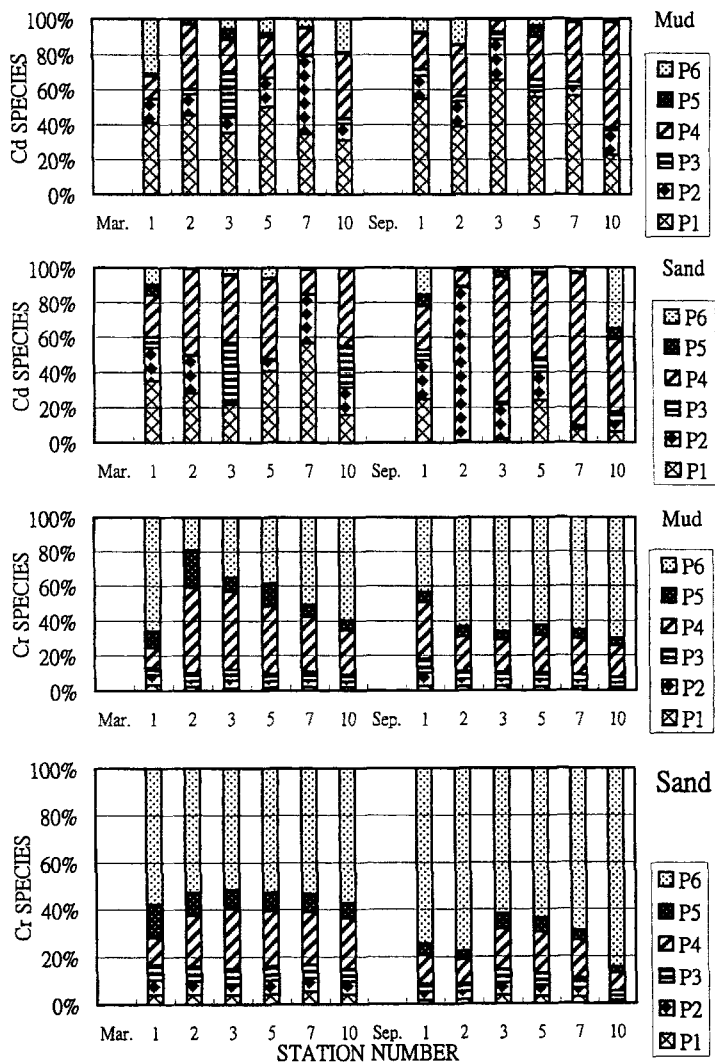 Mud
Cd SPECIES
100%
80%
60%
40%
20%
0%
P6
P5
P4
P3
P2
P1
Mar. 1 2 3 5 7 10 Sep. 1 2 3 5 7 10
Sand
Cd SPECIES
100%
80%
60%
40%
20%
0%
P6
P5
P4
P3
P2
P1
Mar. 1 2 3 5 7 10 Sep. 1 2 3 5 7 10
Mud
Cr SPECIES
100%
80%
60%
40%
20%
0%
P6
P5
P4
P3
P2
P1
Mar. 1 2 3 5 7 10 Sep. 1 2 3 5 7 10
Sand
Cr SPECIES
100%
80%
60%
40%
20%
0%
P6
P5
P4
P3
P2
P1
Mar. 1 2 3 5 7 10 Sep. 1 2 3 5 7 10
STATION NUMBER